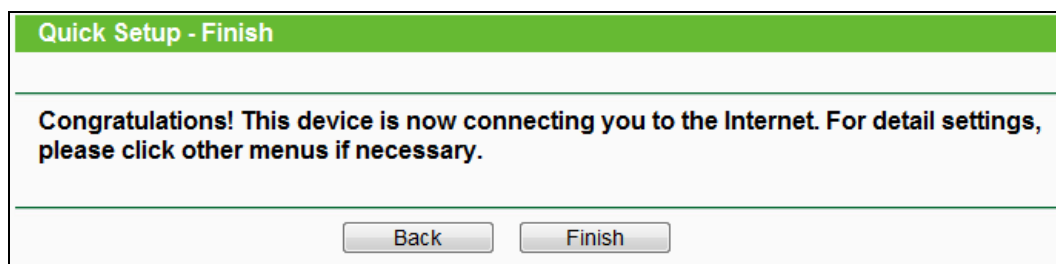 Quick Setup - Finish
Congratulations! This device is now connecting you to the Internet. For detail settings,
please click other menus if necessary.
Back Finish